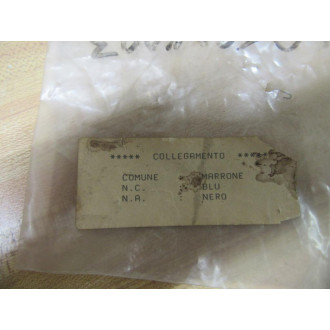 ***** COLLEGAMENTO **
COMUNE MARRONE
N.C. BLU
N.A. NERO